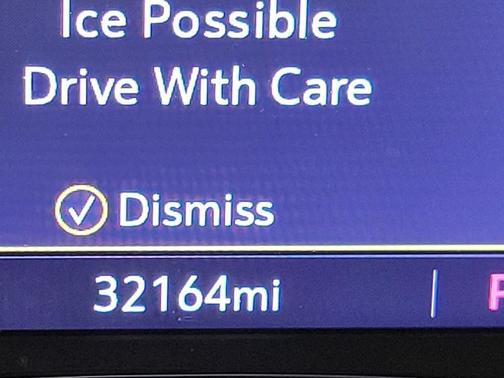 Ice Possible
Drive With Care
Dismiss
32164mi